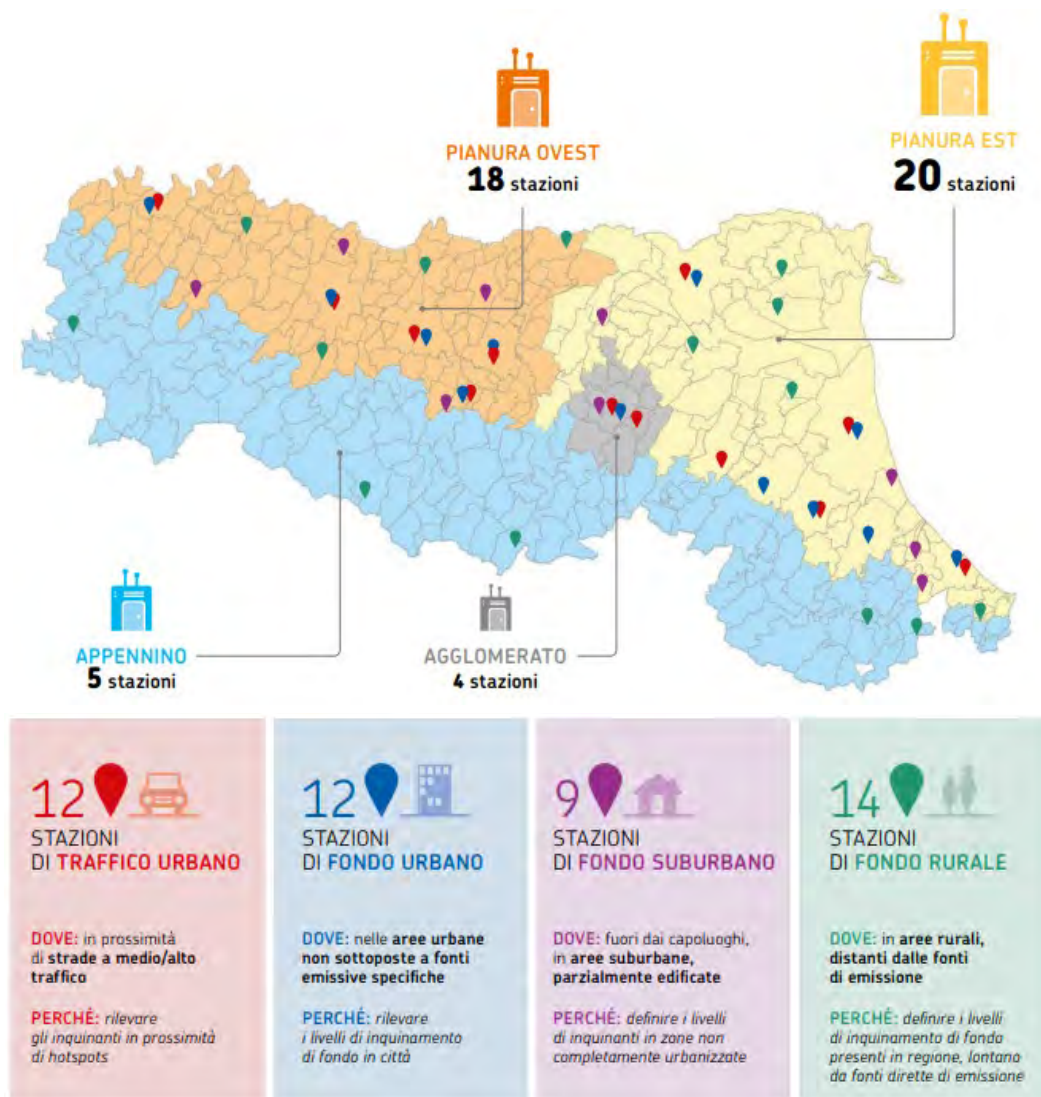 PIANURA OVEST
18 stazioni
PIANURA EST
20 stazioni
APPENNINO
5 stazioni
AGGLOMERATO
4 stazioni
12
STAZIONI
DI TRAFFICO URBANO
DOVE: in prossimità
di strade a medio/alto
traffico
PERCHÉ: rilevare
gli inquinanti in prossimità
di hotspots
12
STAZIONI
DI FONDO URBANO
DOVE: nelle aree urbane
non sottoposte a fonti
emissive specifiche
PERCHÉ: rilevare
i livelli di inquinamento
di fondo in città
9
STAZIONI
DI FONDO SUBURBANO
DOVE: fuori dai capoluoghi,
in aree suburbane,
parzialmente edificate
PERCHÉ: definire i livelli
di inquinanti in zone non
completamente urbanizzate
14
STAZIONI
DI FONDO RURALE
DOVE: in aree rurali,
distanti dalle fonti
di emissione
PERCHÉ: definire i livelli
di inquinamento di fondo
presenti in regione, lontano
da fonti dirette di emissione